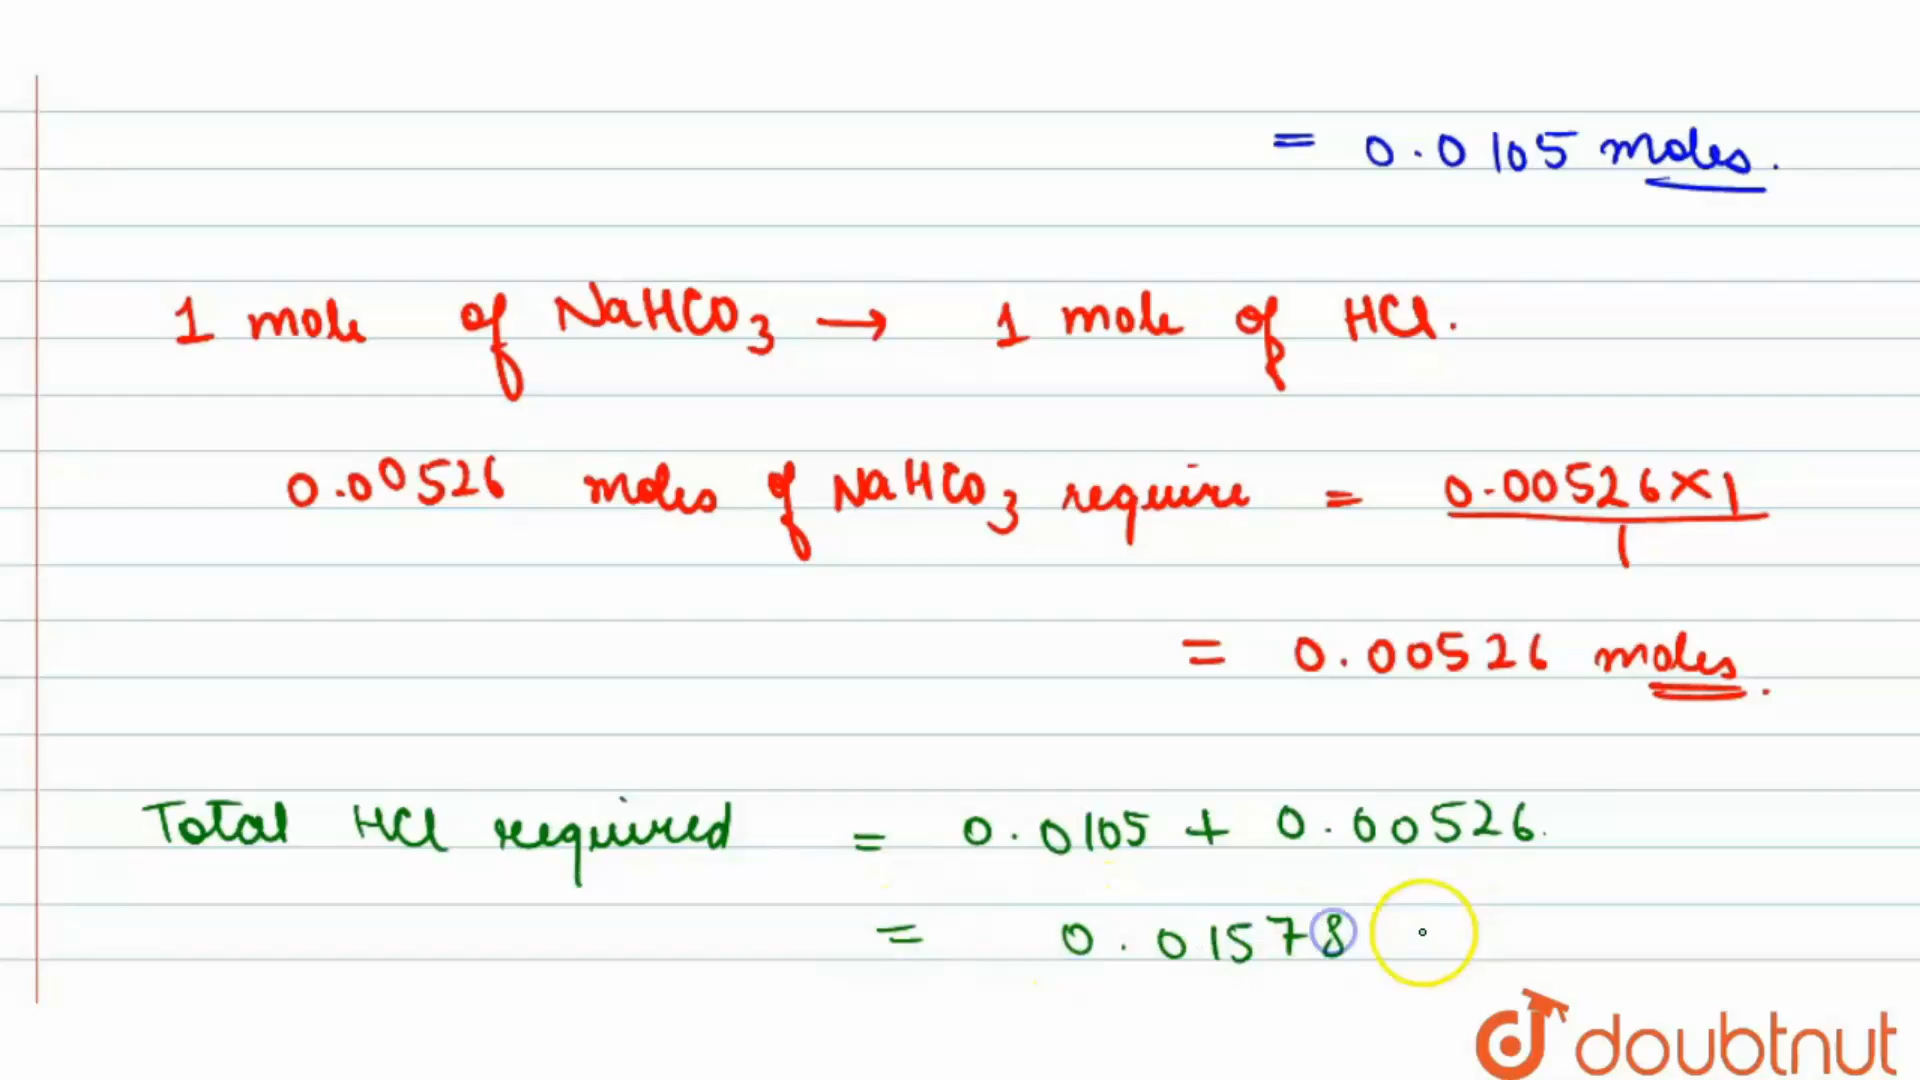 = 0.0105 moles.
1 mole of NaHCO3 → 1 mole of HCl.
0.00526 moles of NaHCO3 require = 0.00526 × 1
1
= 0.00526 moles.
Total HCl required = 0.0105 + 0.00526.
= 0.01578
doubtnut